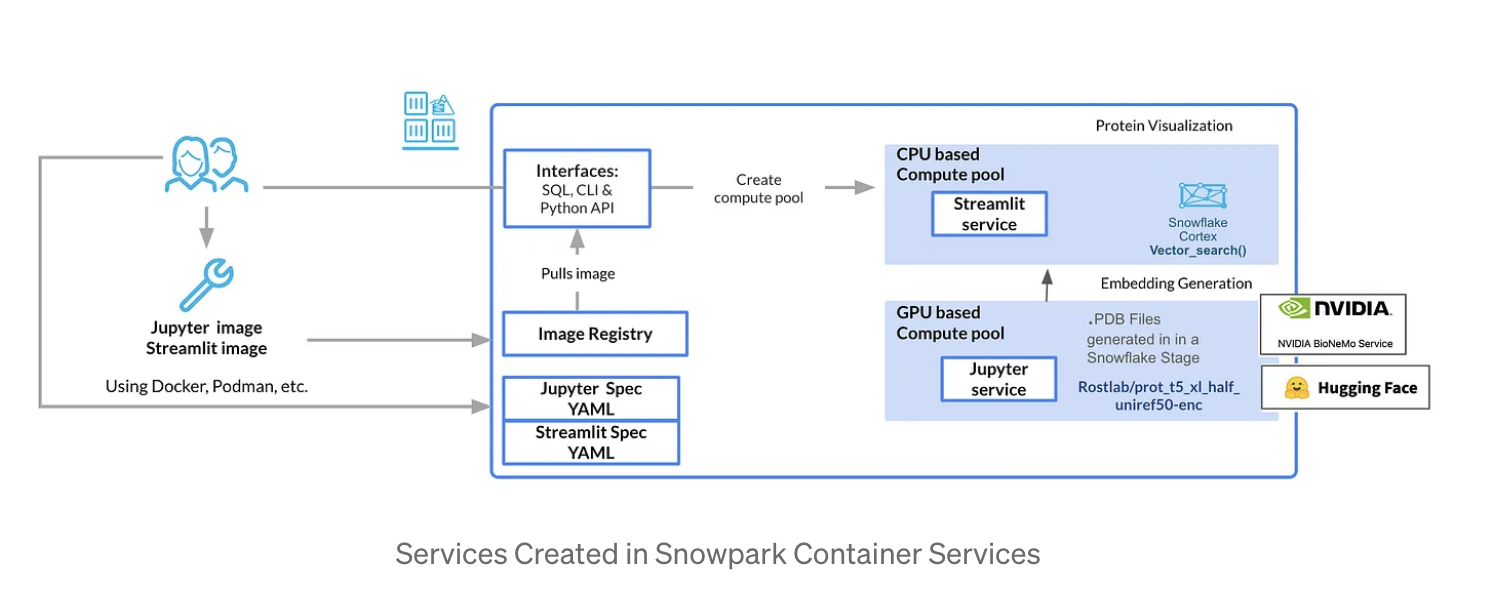 Protein Visualization
Interfaces:
SQL, CLI &
Python API
Create
compute pool
CPU based
Compute pool
Streamlit
service
Snowflake
Cortex
Vector_search()
Pulls image
Embedding Generation
Jupyter image
Streamlit image
Using Docker, Podman, etc.
Image Registry
GPU based
Compute pool
Jupyter
service
.PDB Files
generated in in a
Snowflake Stage
Rostlab/prot_t5_xl_half_
uniref50-enc
NVIDIA.
NVIDIA BioNeMo Service
Hugging Face
Jupyter Spec
YAML
Streamlit Spec
YAML
Services Created in Snowpark Container Services